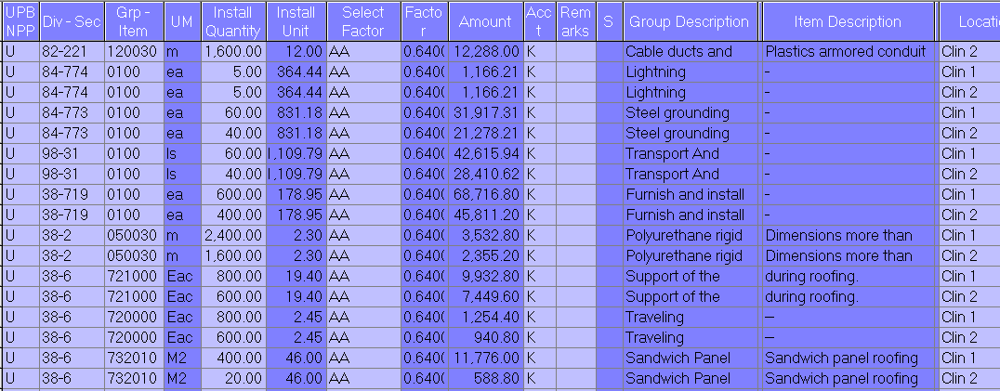 UPB NPP Div - Sec Grp - Item UM Install Quantity Install Unit Select Factor Facto r Amount Acc t Rem arks S Group Description Item Description Locati
U 82-221 120030 m 1,600.00 12.00 AA 0.640 12,288.00 K Cable ducts and Plastics armored conduit Clin 2
U 84-774 0100 ea 5.00 364.44 AA 0.640 1,166.21 K Lightning - Clin 1
U 84-774 0100 ea 5.00 364.44 AA 0.640 1,166.21 K Lightning - Clin 2
U 84-773 0100 ea 60.00 831.18 AA 0.640 31,917.31 K Steel grounding - Clin 1
U 84-773 0100 ea 40.00 831.18 AA 0.640 21,278.21 K Steel grounding - Clin 2
U 98-31 0100 ls 60.00 1,109.79 AA 0.640 42,615.94 K Transport And - Clin 1
U 98-31 0100 ls 40.00 1,109.79 AA 0.640 28,410.62 K Transport And - Clin 2
U 38-719 0100 ea 600.00 178.95 AA 0.640 68,716.80 K Furnish and install - Clin 1
U 38-719 0100 ea 400.00 178.95 AA 0.640 45,811.20 K Furnish and install - Clin 2
U 38-2 050030 m 2,400.00 2.30 AA 0.640 3,532.80 K Polyurethane rigid Dimensions more than Clin 1
U 38-2 050030 m 1,600.00 2.30 AA 0.640 2,355.20 K Polyurethane rigid Dimensions more than Clin 2
U 38-6 721000 Eac 800.00 19.40 AA 0.640 9,932.80 K Support of the during roofing. Clin 1
U 38-6 721000 Eac 600.00 19.40 AA 0.640 7,449.60 K Support of the during roofing. Clin 2
U 38-6 720000 Eac 800.00 2.45 AA 0.640 1,254.40 K Traveling -- Clin 1
U 38-6 720000 Eac 600.00 2.45 AA 0.640 940.80 K Traveling -- Clin 2
U 38-6 732010 M2 400.00 46.00 AA 0.640 11,776.00 K Sandwich Panel Sandwich panel roofing Clin 1
U 38-6 732010 M2 20.00 46.00 AA 0.640 588.80 K Sandwich Panel Sandwich panel roofing Clin 2